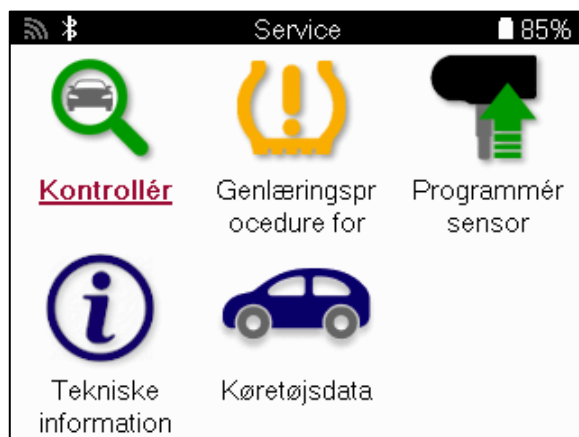 Service 85%
Kontrollér
Genlæringspr
ocedure for
Programmér
sensor
Tekniske
information
Køretøjsdata